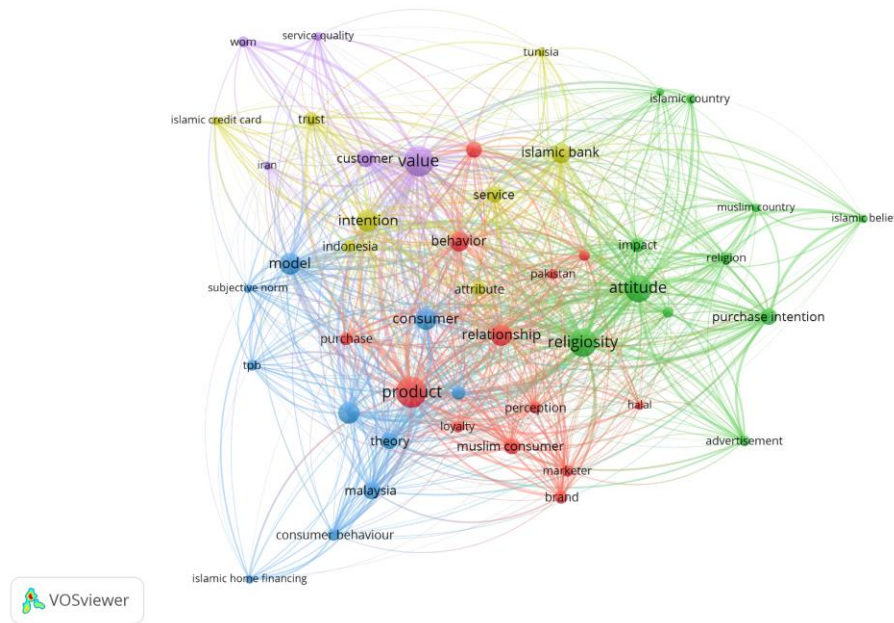 wom
service quality
tunisia
islamic country
islamic credit card
trust
iran
customer
value
islamic bank
service
muslim country
islamic belief
intention
indonesia
behavior
impact
religion
model
pakistan
subjective norm
attribute
attitude
consumer
purchase intention
purchase
relationship
religiosity
tpb
product
perception
halal
loyalty
theory
muslim consumer
advertisement
marketer
malaysia
brand
consumer behaviour
islamic home financing
VOSviewer